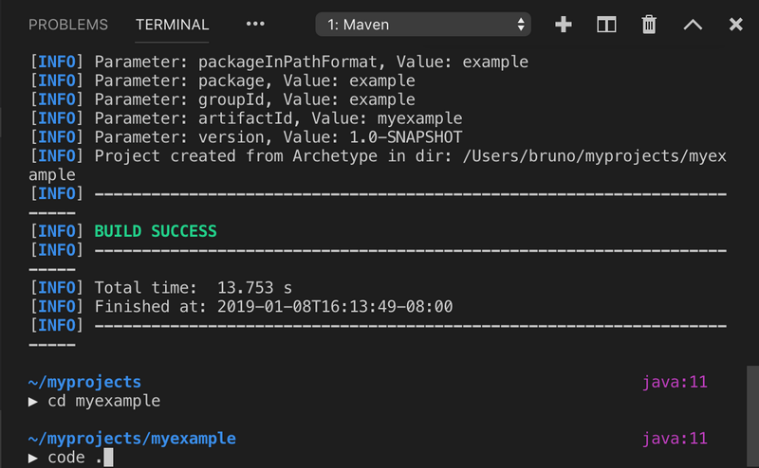 PROBLEMS TERMINAL ••• 1: Maven
[INFO] Parameter: packageInPathFormat, Value: example
[INFO] Parameter: package, Value: example
[INFO] Parameter: groupId, Value: example
[INFO] Parameter: artifactId, Value: myexample
[INFO] Parameter: version, Value: 1.0-SNAPSHOT
[INFO] Project created from Archetype in dir: /Users/bruno/myprojects/myex
ample
[INFO] -------------------------------------------------------------------
-----
[INFO] BUILD SUCCESS
[INFO] -------------------------------------------------------------------
-----
[INFO] Total time:  13.753 s
[INFO] Finished at: 2019-01-08T16:13:49-08:00
[INFO] -------------------------------------------------------------------
-----
~/myprojects java:11
▶ cd myexample
~/myprojects/myexample java:11
▶ code .